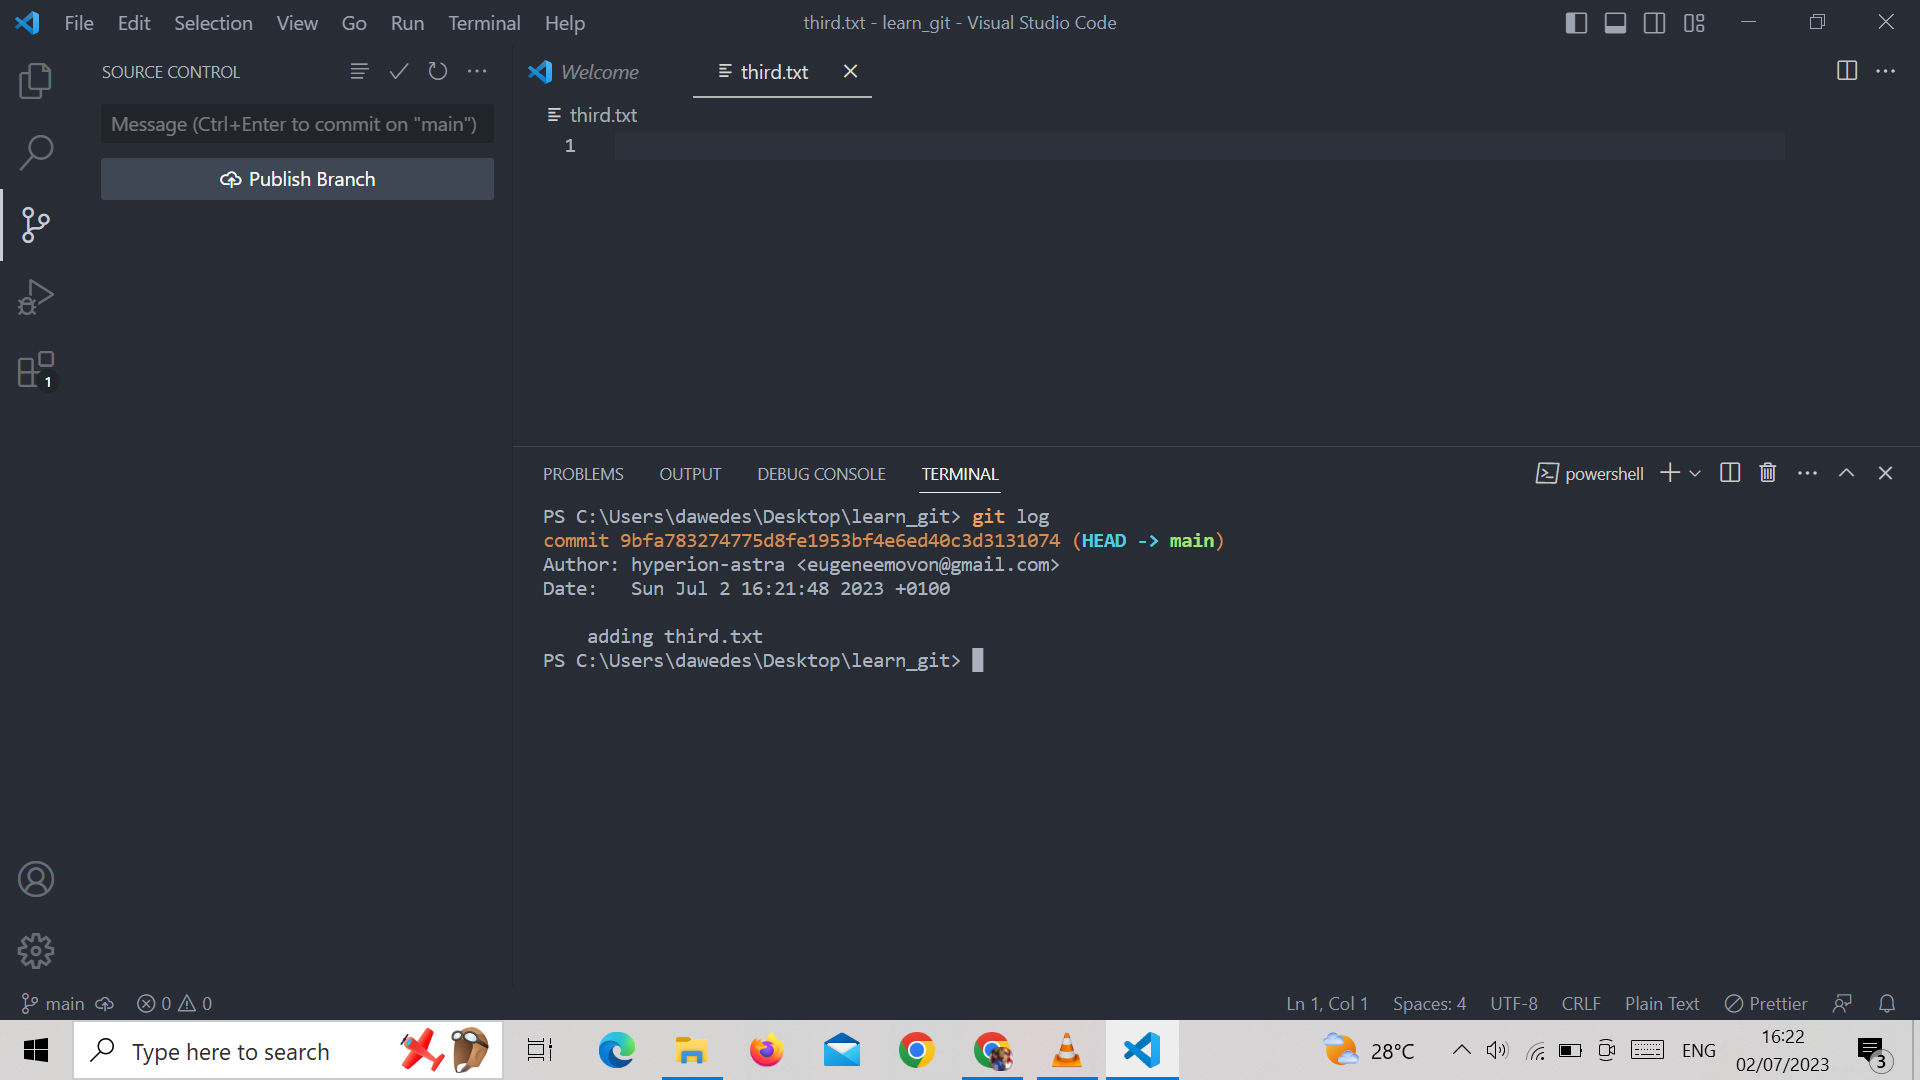 File Edit Selection View Go Run Terminal Help
third.txt - learn_git - Visual Studio Code
SOURCE CONTROL
Message (Ctrl+Enter to commit on "main")
Publish Branch
1
Welcome
third.txt
third.txt
1
PROBLEMS OUTPUT DEBUG CONSOLE TERMINAL
powershell
PS C:\Users\dawedes\Desktop\learn_git> git log
commit 9bfa783274775d8fe1953bf4e6ed40c3d3131074 (HEAD -> main)
Author: hyperion-astra <eugeneemovon@gmail.com>
Date:   Sun Jul 2 16:21:48 2023 +0100
adding third.txt
PS C:\Users\dawedes\Desktop\learn_git>
main 0 0
Ln 1, Col 1 Spaces: 4 UTF-8 CRLF Plain Text Prettier
Type here to search
28°C
ENG
16:22
02/07/2023
3